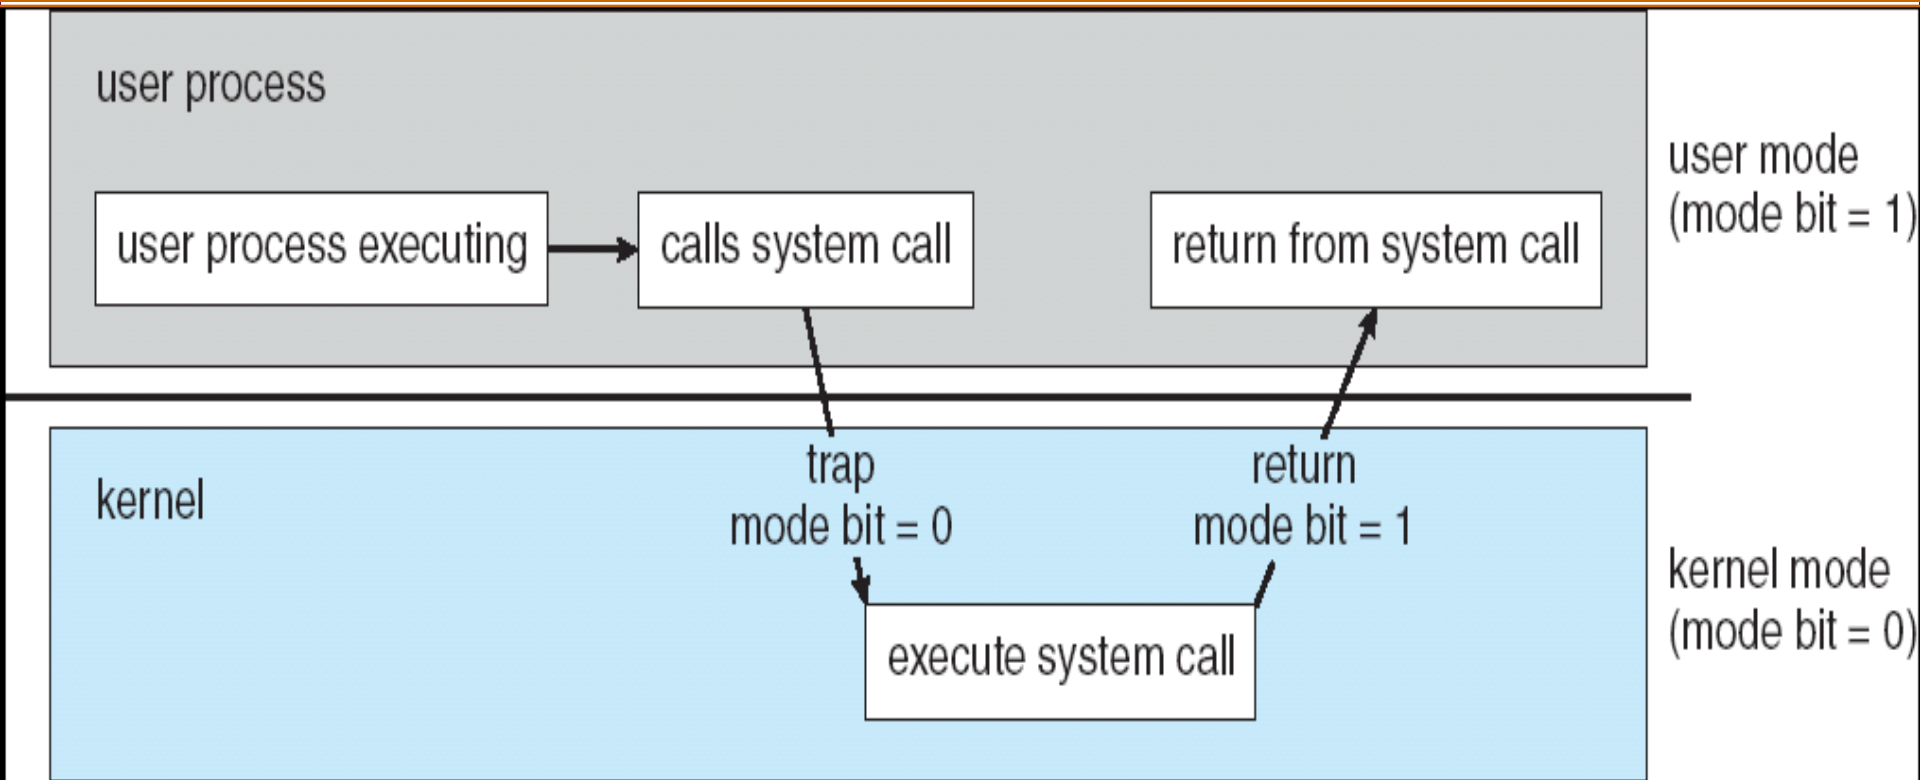 user process
user process executing
calls system call
return from system call
user mode
(mode bit = 1)
kernel
trap
mode bit = 0
return
mode bit = 1
execute system call
kernel mode
(mode bit = 0)